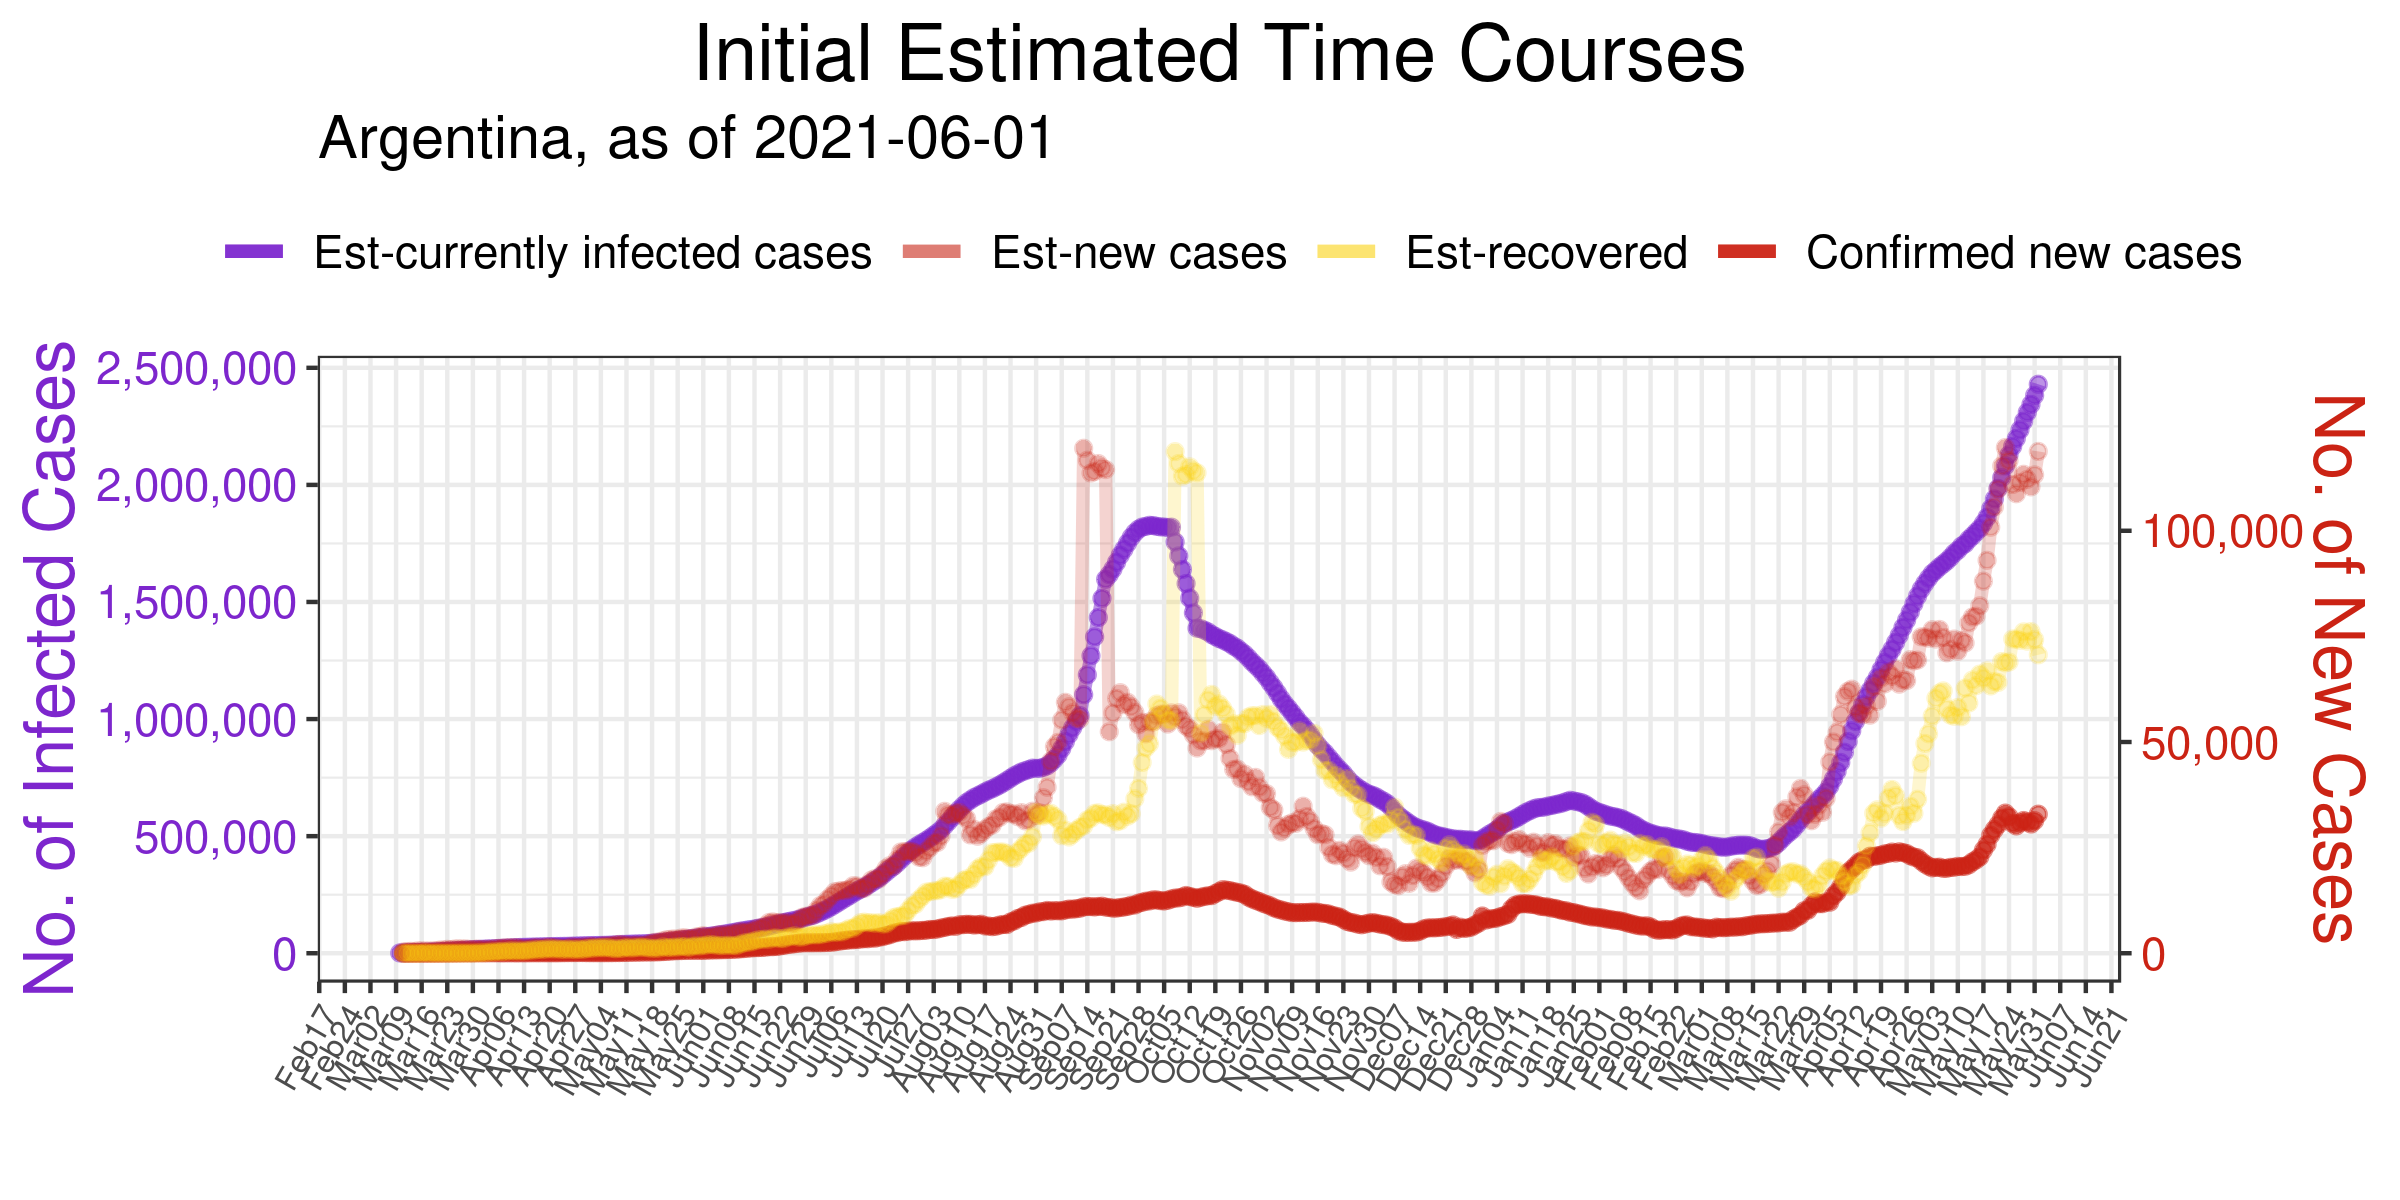 Initial Estimated Time Courses
Argentina, as of 2021-06-01
Est-currently infected cases Est-new cases Est-recovered Confirmed new cases
No. of Infected Cases
2,500,000
2,000,000
1,500,000
1,000,000
500,000
0
100,000
50,000
0
No. of New Cases
Feb17 Feb24 Mar02 Mar09 Mar16 Mar23 Mar30 Apr06 Apr13 Apr20 Apr27 May04 May11 May18 May25 Jun01 Jun08 Jun15 Jun22 Jun29 Jul06 Jul13 Jul20 Jul27 Aug03 Aug10 Aug17 Aug24 Aug31 Sep07 Sep14 Sep21 Sep28 Oct05 Oct12 Oct19 Oct26 Nov02 Nov09 Nov16 Nov23 Nov30 Dec07 Dec14 Dec21 Dec28 Jan04 Jan11 Jan18 Jan25 Feb01 Feb08 Feb15 Feb22 Mar01 Mar08 Mar15 Mar22 Mar29 Apr05 Apr12 Apr19 Apr26 May03 May10 May17 May24 May31 Jun07 Jun14 Jun21